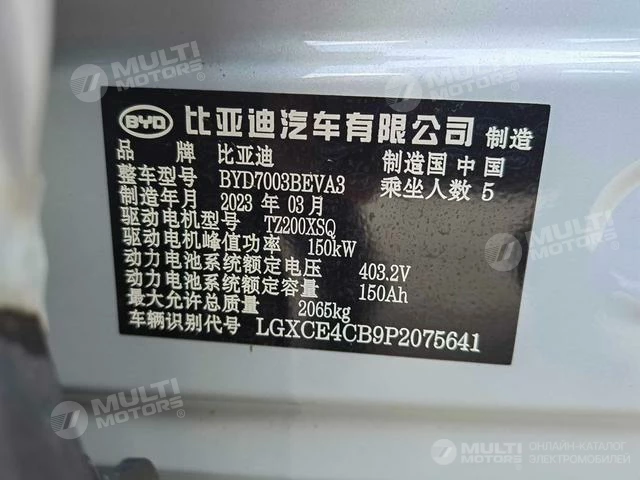 BYD 比亚迪汽车有限公司 制造
品牌 比亚迪 制造国 中国
整车型号 BYD7003BEVA3 乘坐人数 5
制造年月 2023 年 03 月
驱动电机型号 TZ200XSQ
驱动电机峰值功率 150kW
动力电池系统额定电压 403.2V
动力电池系统额定容量 150Ah
最大允许总质量 2065kg
车辆识别代号 LGXCE4CB9P2075641
MULTI MOTORS
MULTI MOTORS
MULTI MOTORS
MULTI MOTORS
MULTI MOTORS
MULTI MOTORS ОНЛАЙН-КАТАЛОГ ЭЛЕКТРОМОБИЛЕЙ